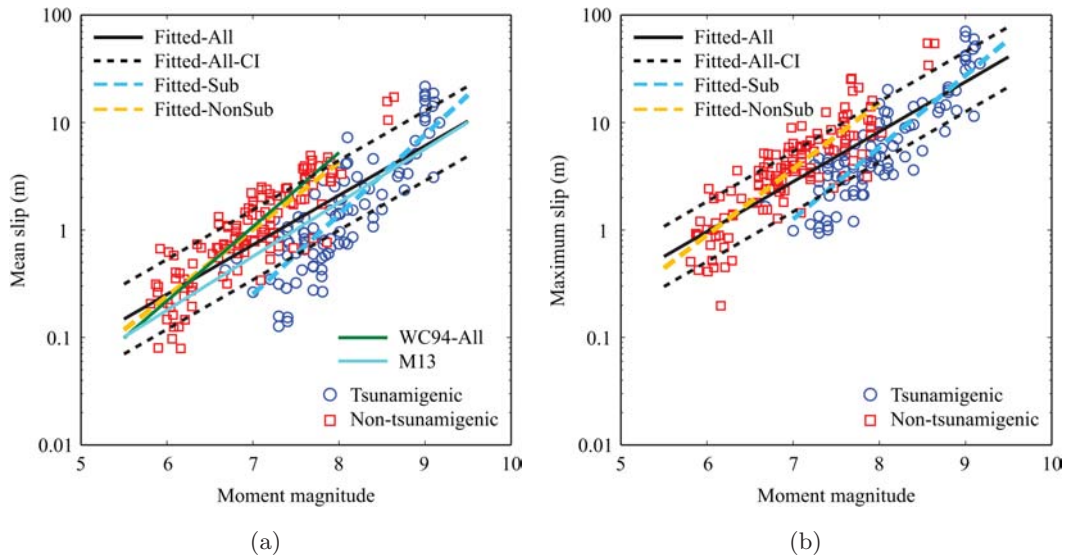 100
10
1
0.1
0.01
Mean slip (m)
Fitted-All
Fitted-All-CI
Fitted-Sub
Fitted-NonSub
WC94-All
M13
Tsunamigenic
Non-tsunamigenic
5 6 7 8 9 10
Moment magnitude
(a)
100
10
1
0.1
0.01
Maximum slip (m)
Fitted-All
Fitted-All-CI
Fitted-Sub
Fitted-NonSub
Tsunamigenic
Non-tsunamigenic
5 6 7 8 9 10
Moment magnitude
(b)